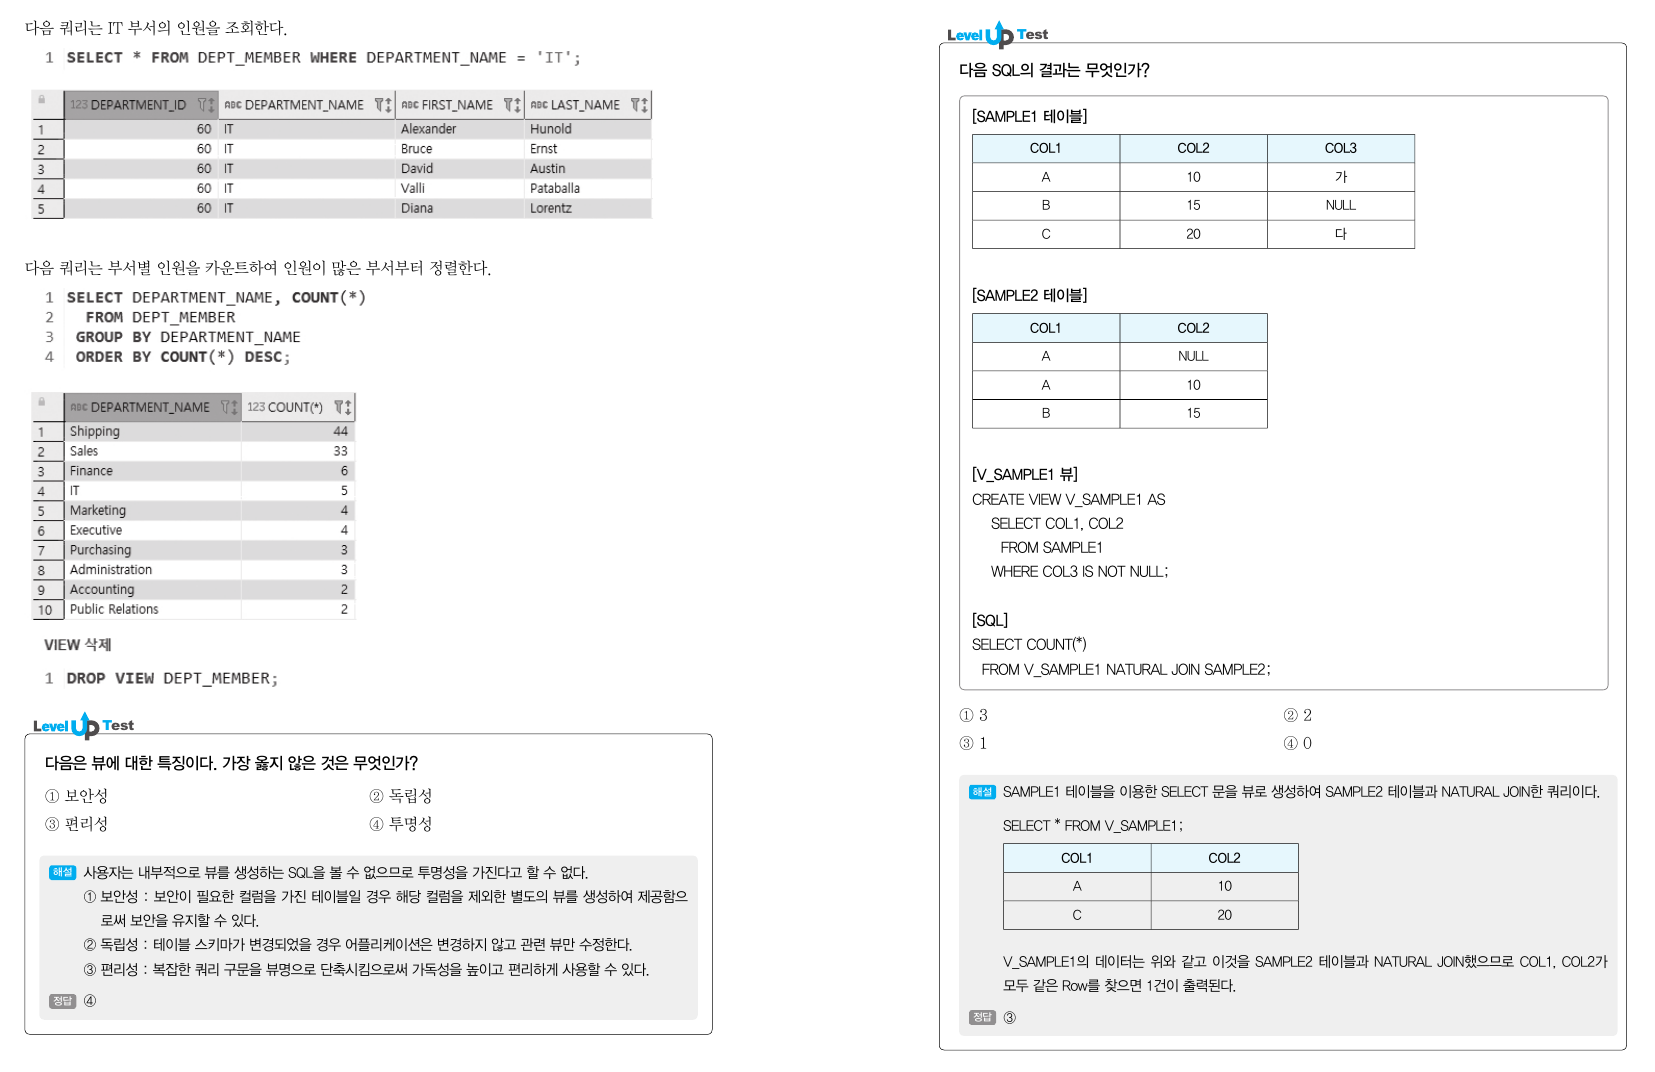 다음 쿼리는 IT 부서의 인원을 조회한다.
1 SELECT * FROM DEPT_MEMBER WHERE DEPARTMENT_NAME = 'IT';
123 DEPARTMENT_ID ABC DEPARTMENT_NAME ABC FIRST_NAME ABC LAST_NAME
1 60 IT Alexander Hunold
2 60 IT Bruce Ernst
3 60 IT David Austin
4 60 IT Valli Pataballa
5 60 IT Diana Lorentz
다음 쿼리는 부서별 인원을 카운트하여 인원이 많은 부서부터 정렬한다.
1 SELECT DEPARTMENT_NAME, COUNT(*)
2 FROM DEPT_MEMBER
3 GROUP BY DEPARTMENT_NAME
4 ORDER BY COUNT(*) DESC;
ABC DEPARTMENT_NAME 123 COUNT(*)
1 Shipping 44
2 Sales 33
3 Finance 6
4 IT 5
5 Marketing 4
6 Executive 4
7 Purchasing 3
8 Administration 3
9 Accounting 2
10 Public Relations 2
VIEW 삭제
1 DROP VIEW DEPT_MEMBER;
Level Up Test
다음은 뷰에 대한 특징이다. 가장 옳지 않은 것은 무엇인가?
① 보안성 ② 독립성
③ 편리성 ④ 투명성
해설 사용자는 내부적으로 뷰를 생성하는 SQL을 볼 수 없으므로 투명성을 가진다고 할 수 없다.
① 보안성 : 보안이 필요한 컬럼을 가진 테이블일 경우 해당 컬럼을 제외한 별도의 뷰를 생성하여 제공함으
로써 보안을 유지할 수 있다.
② 독립성 : 테이블 스키마가 변경되었을 경우 어플리케이션은 변경하지 않고 관련 뷰만 수정한다.
③ 편리성 : 복잡한 쿼리 구문을 뷰명으로 단축시킴으로써 가독성을 높이고 편리하게 사용할 수 있다.
정답 ④
Level Up Test
다음 SQL의 결과는 무엇인가?
[SAMPLE1 테이블]
COL1 COL2 COL3
A 10 가
B 15 NULL
C 20 다
[SAMPLE2 테이블]
COL1 COL2
A NULL
A 10
B 15
[V_SAMPLE1 뷰]
CREATE VIEW V_SAMPLE1 AS
SELECT COL1, COL2
FROM SAMPLE1
WHERE COL3 IS NOT NULL;
[SQL]
SELECT COUNT(*)
FROM V_SAMPLE1 NATURAL JOIN SAMPLE2;
① 3 ② 2
③ 1 ④ 0
해설 SAMPLE1 테이블을 이용한 SELECT 문을 뷰로 생성하여 SAMPLE2 테이블과 NATURAL JOIN한 쿼리이다.
SELECT * FROM V_SAMPLE1;
COL1 COL2
A 10
C 20
V_SAMPLE1의 데이터는 위와 같고 이것을 SAMPLE2 테이블과 NATURAL JOIN했으므로 COL1, COL2가
모두 같은 Row를 찾으면 1건이 출력된다.
정답 ③